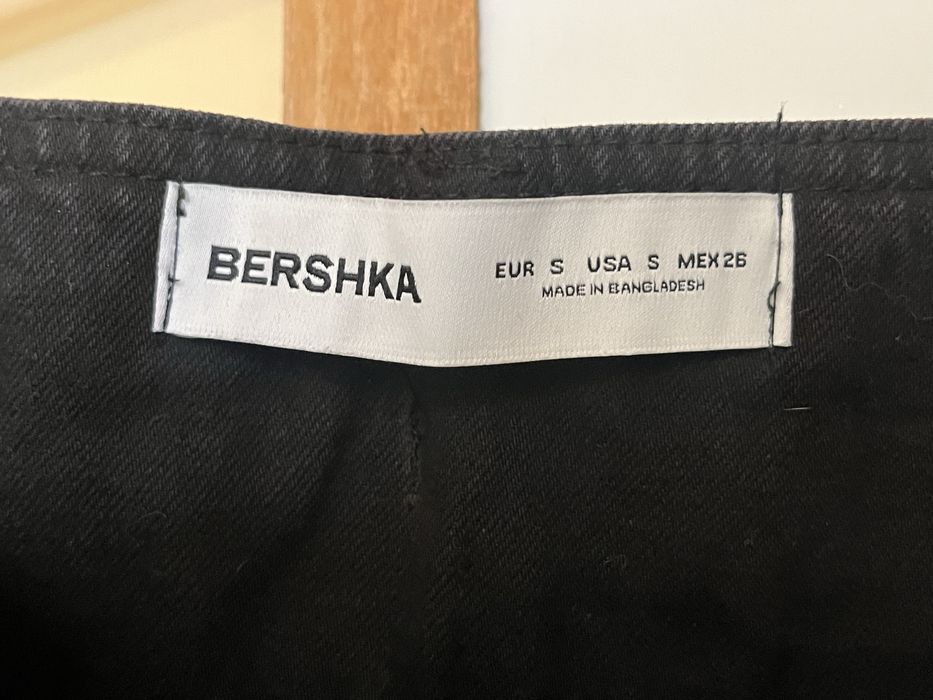 BERSHKA
EUR S USA S MEX 26
MADE IN BANGLADESH